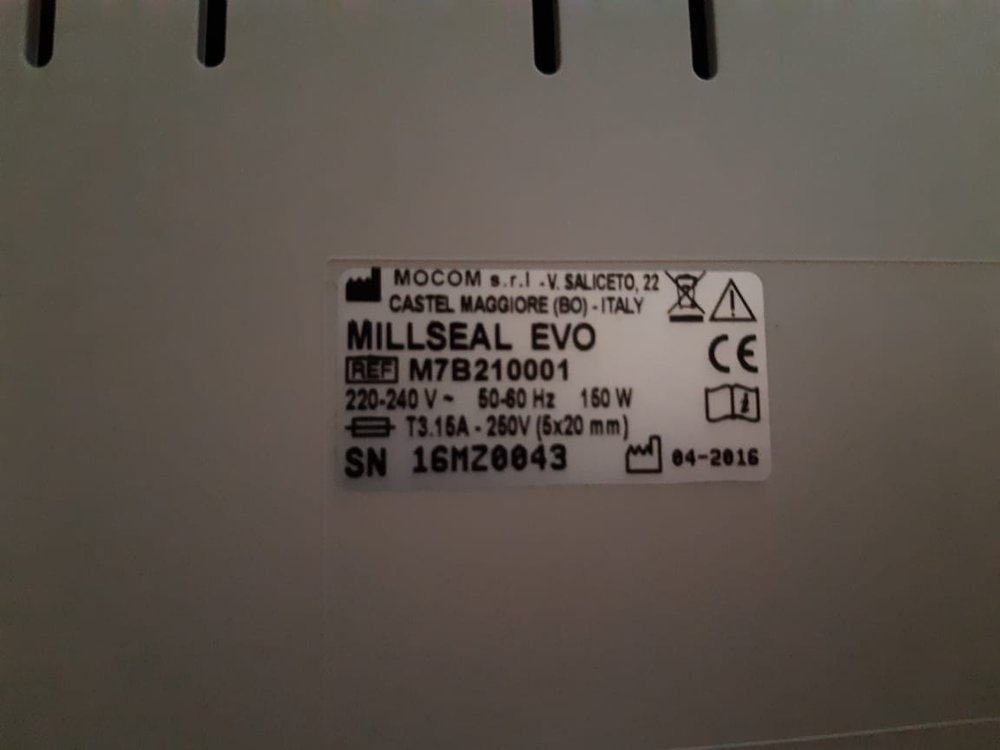 MOCOM s.r.l - V. SALICETO, 22
CASTEL MAGGIORE (BO) - ITALY
MILLSEAL EVO
REF M7B210001
220-240 V ~ 50-60 Hz 150 W
T3.15A - 250V (5x20 mm)
SN 16MZ0043 04-2016
CE